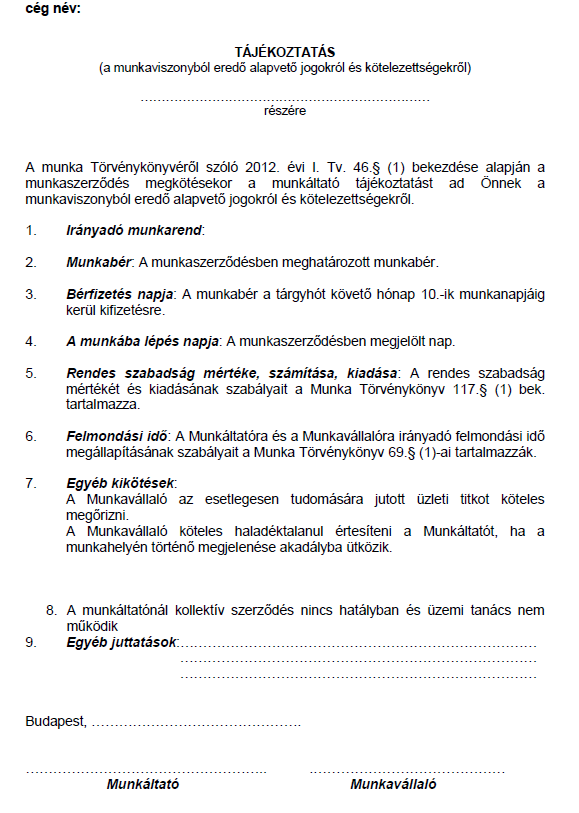 cég név:
TÁJÉKOZTATÁS
(a munkaviszonyból eredő alapvető jogokról és kötelezettségekről)
……………………………………………………………
részére
A munka Törvénykönyvéről szóló 2012. évi I. Tv. 46.§ (1) bekezdése alapján a
munkaszerződés megkötésekor a munkáltató tájékoztatást ad Önnek a
munkaviszonyból eredő alapvető jogokról és kötelezettségekről.
1. Irányadó munkarend:
2. Munkabér: A munkaszerződésben meghatározott munkabér.
3. Bérfizetés napja: A munkabér a tárgyhót követő hónap 10.-ik munkanapjáig
kerül kifizetésre.
4. A munkába lépés napja: A munkaszerződésben megjelölt nap.
5. Rendes szabadság mértéke, számítása, kiadása: A rendes szabadság
mértékét és kiadásának szabályait a Munka Törvénykönyv 117.§ (1) bek.
tartalmazza.
6. Felmondási idő: A Munkáltatóra és a Munkavállalóra irányadó felmondási idő
megállapításának szabályait a Munka Törvénykönyv 69.§ (1)-ai tartalmazzák.
7. Egyéb kikötések:
A Munkavállaló az esetlegesen tudomására jutott üzleti titkot köteles
megőrizni.
A Munkavállaló köteles haladéktalanul értesíteni a Munkáltatót, ha a
munkahelyén történő megjelenése akadályba ütközik.
8. A munkáltatónál kollektív szerződés nincs hatályban és üzemi tanács nem
működik
9. Egyéb juttatások:……………………………………………………………………
……………………………………………………………………
……………………………………………………………………
Budapest, ……………………………………….
…………………………………………….. ……………………………………
Munkáltató Munkavállaló